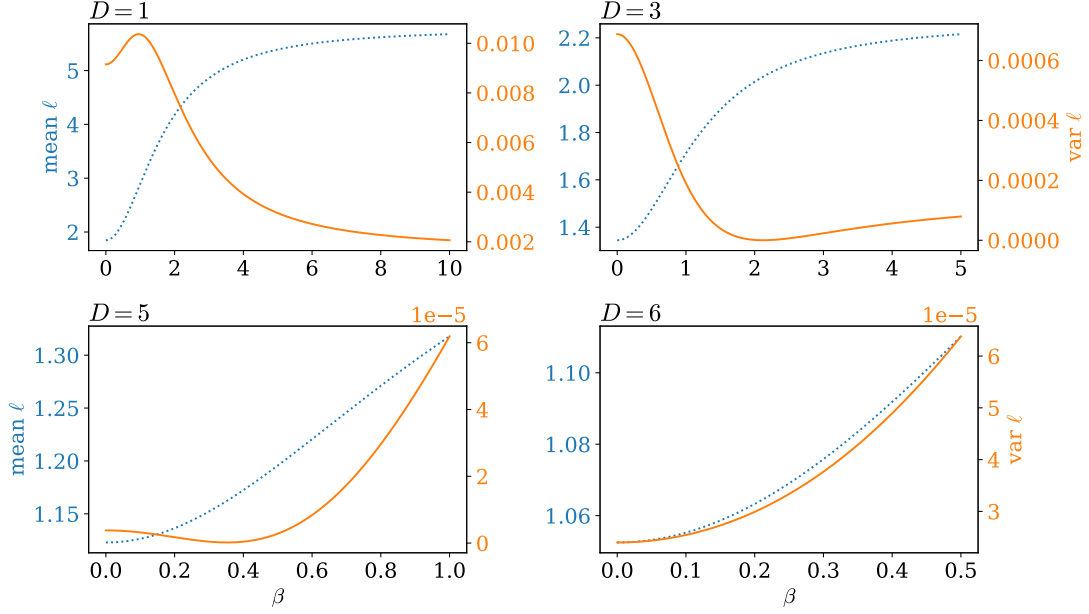 D = 1
D = 3
mean ℓ
5
4
3
2
0.010
0.008
0.006
0.004
0.002
0 2 4 6 8 10
2.2
2.0
1.8
1.6
1.4
0.0006
0.0004
0.0002
0.0000
var ℓ
0 1 2 3 4 5
D = 5
1e−5
D = 6
1e−5
mean ℓ
1.30
1.25
1.20
1.15
6
4
2
0
0.0 0.2 0.4 0.6 0.8 1.0
β
1.10
1.08
1.06
6
5
4
3
var ℓ
0.0 0.1 0.2 0.3 0.4 0.5
β